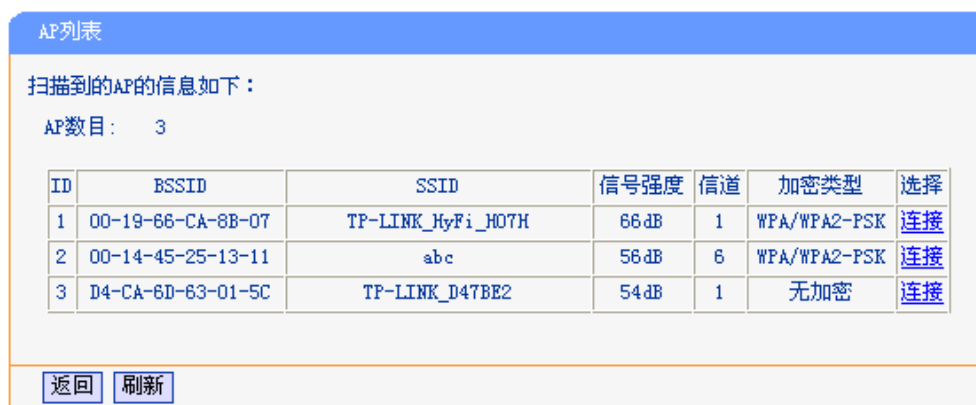 AP列表
扫描到的AP的信息如下：
AP数目： 3
ID BSSID SSID 信号强度 信道 加密类型 选择
1 00-19-66-CA-8B-07 TP-LINK_HyFi_H07H 66dB 1 WPA/WPA2-PSK 连接
2 00-14-45-25-13-11 abc 56dB 6 WPA/WPA2-PSK 连接
3 D4-CA-6D-63-01-5C TP-LINK_D47BE2 54dB 1 无加密 连接
返回 刷新